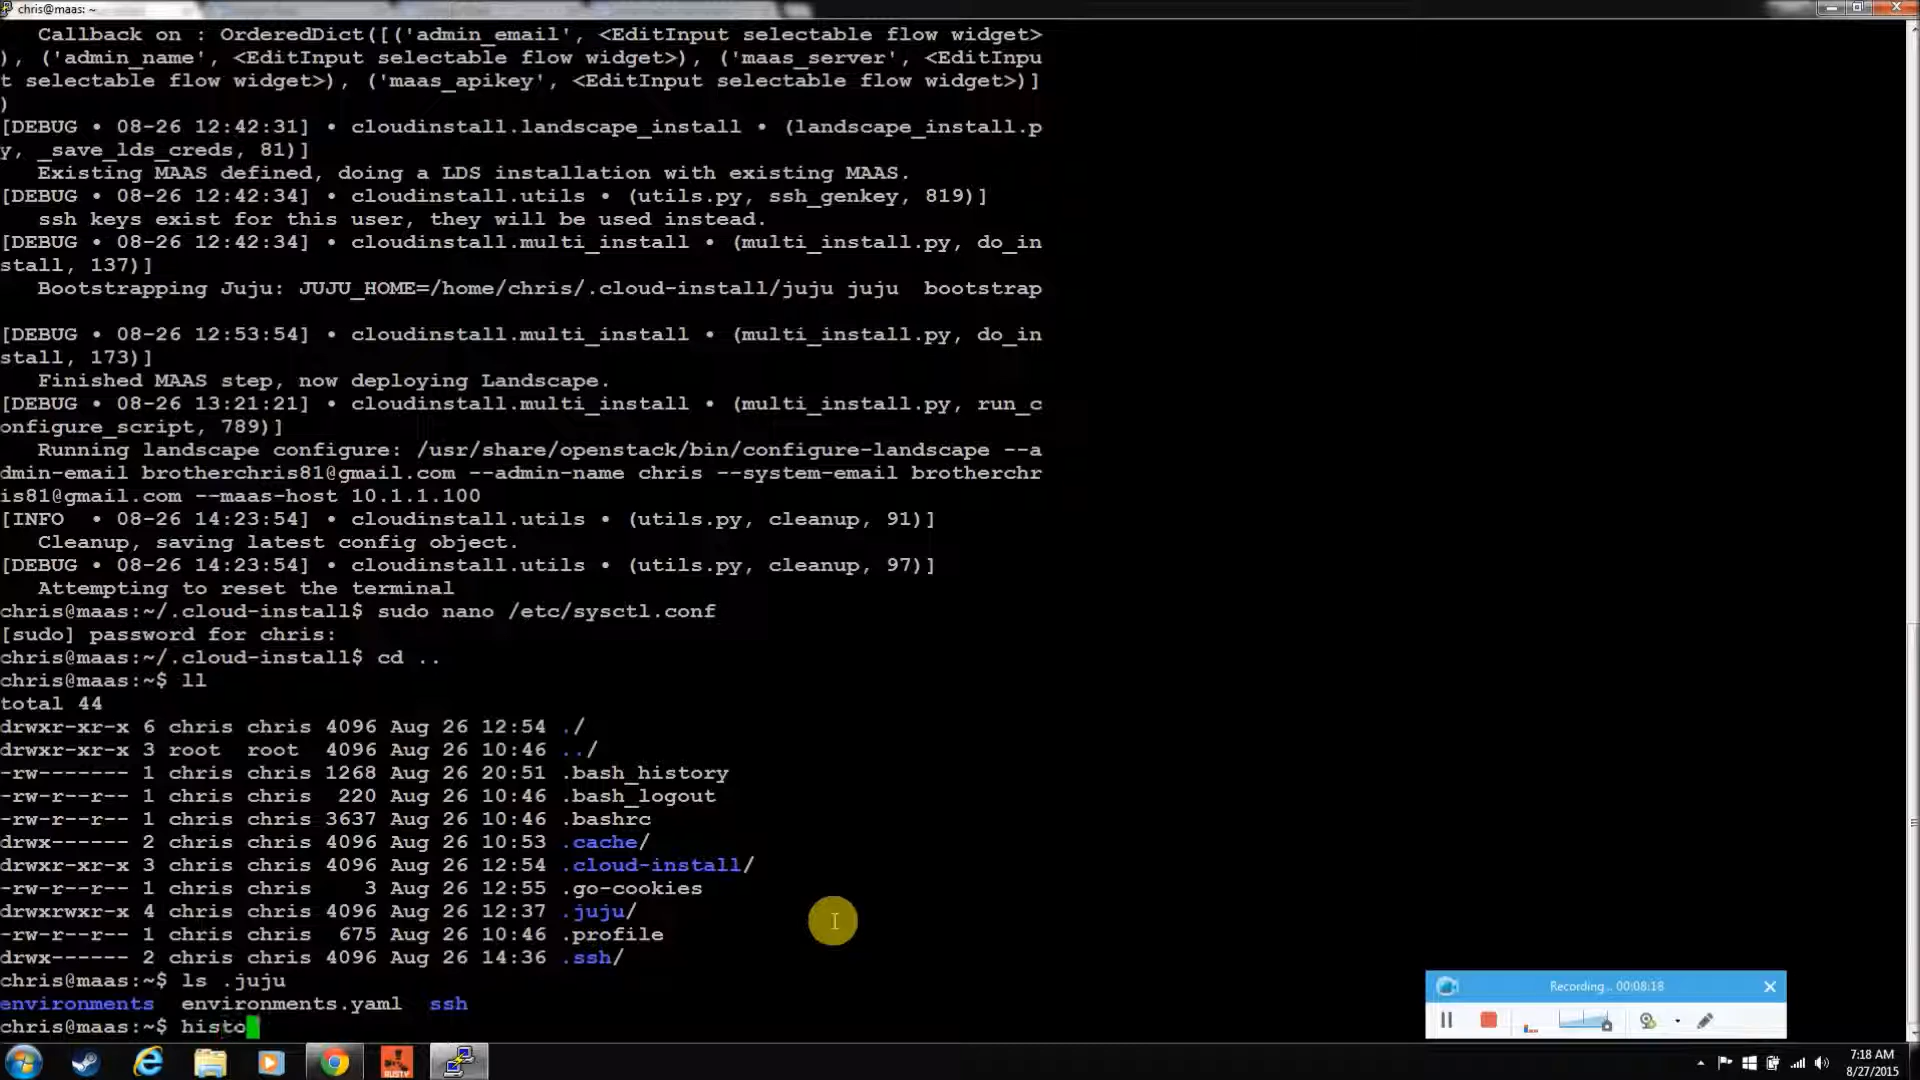 chris@maas: ~
Callback on : OrderedDict([('admin_email', <EditInput selectable flow widget>
), ('admin_name', <EditInput selectable flow widget>), ('maas_server', <EditInpu
t selectable flow widget>), ('maas_apikey', <EditInput selectable flow widget>)]
)
[DEBUG • 08-26 12:42:31] • cloudinstall.landscape_install • (landscape_install.p
y, _save_lds_creds, 81)]
Existing MAAS defined, doing a LDS installation with existing MAAS.
[DEBUG • 08-26 12:42:34] • cloudinstall.utils • (utils.py, ssh_genkey, 819)]
ssh keys exist for this user, they will be used instead.
[DEBUG • 08-26 12:42:34] • cloudinstall.multi_install • (multi_install.py, do_in
stall, 137)]
Bootstrapping Juju: JUJU_HOME=/home/chris/.cloud-install/juju juju  bootstrap
[DEBUG • 08-26 12:53:54] • cloudinstall.multi_install • (multi_install.py, do_in
stall, 173)]
Finished MAAS step, now deploying Landscape.
[DEBUG • 08-26 13:21:21] • cloudinstall.multi_install • (multi_install.py, run_c
onfigure_script, 789)]
Running landscape configure: /usr/share/openstack/bin/configure-landscape --a
dmin-email brotherchris81@gmail.com --admin-name chris --system-email brotherchr
is81@gmail.com --maas-host 10.1.1.100
[INFO  • 08-26 14:23:54] • cloudinstall.utils • (utils.py, cleanup, 91)]
Cleanup, saving latest config object.
[DEBUG • 08-26 14:23:54] • cloudinstall.utils • (utils.py, cleanup, 97)]
Attempting to reset the terminal
chris@maas:~/.cloud-install$ sudo nano /etc/sysctl.conf
[sudo] password for chris:
chris@maas:~/.cloud-install$ cd ..
chris@maas:~$ ll
total 44
drwxr-xr-x 6 chris chris 4096 Aug 26 12:54 ./
drwxr-xr-x 3 root  root  4096 Aug 26 10:46 ../
-rw------- 1 chris chris 1268 Aug 26 20:51 .bash_history
-rw-r--r-- 1 chris chris  220 Aug 26 10:46 .bash_logout
-rw-r--r-- 1 chris chris 3637 Aug 26 10:46 .bashrc
drwx------ 2 chris chris 4096 Aug 26 10:53 .cache/
drwxr-xr-x 3 chris chris 4096 Aug 26 12:54 .cloud-install/
-rw-r--r-- 1 chris chris    3 Aug 26 12:55 .go-cookies
drwxrwxr-x 4 chris chris 4096 Aug 26 12:37 .juju/
-rw-r--r-- 1 chris chris  675 Aug 26 10:46 .profile
drwx------ 2 chris chris 4096 Aug 26 14:36 .ssh/
chris@maas:~$ ls .juju
environments  environments.yaml  ssh
chris@maas:~$ histo
Recording... 00:08:18
RUSTY
7:18 AM
8/27/2015